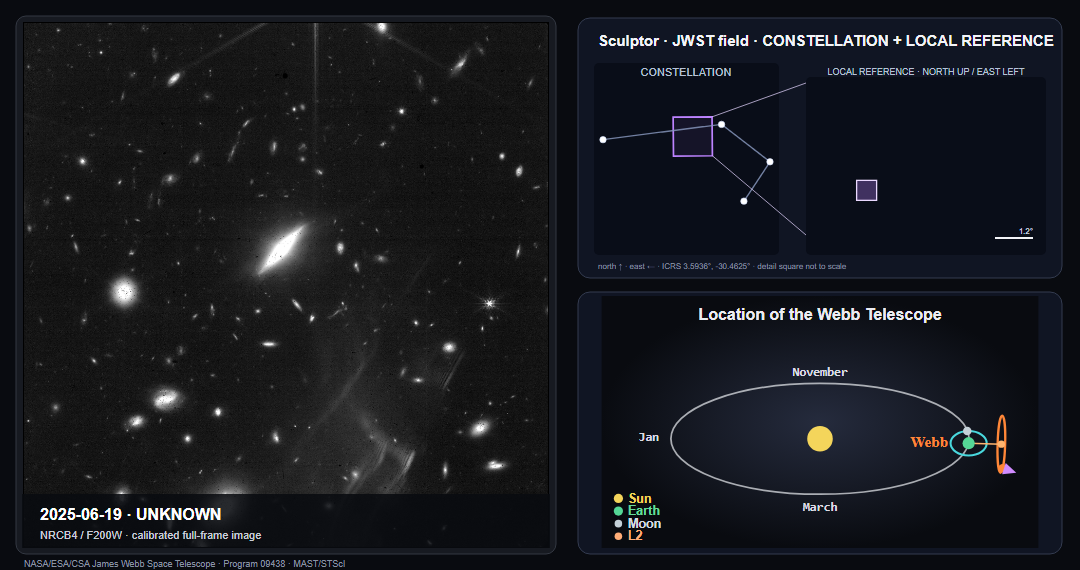 2025-06-19 · UNKNOWN
NRCB4 / F200W · calibrated full-frame image
NASA/ESA/CSA James Webb Space Telescope · Program 09438 · MAST/STScI
Sculptor · JWST field · CONSTELLATION + LOCAL REFERENCE
CONSTELLATION
LOCAL REFERENCE · NORTH UP / EAST LEFT
1.2°
north ↑ · east ← · ICRS 3.5936°, -30.4625° · detail square not to scale
Location of the Webb Telescope
November
Jan
Webb
March
Sun
Earth
Moon
L2